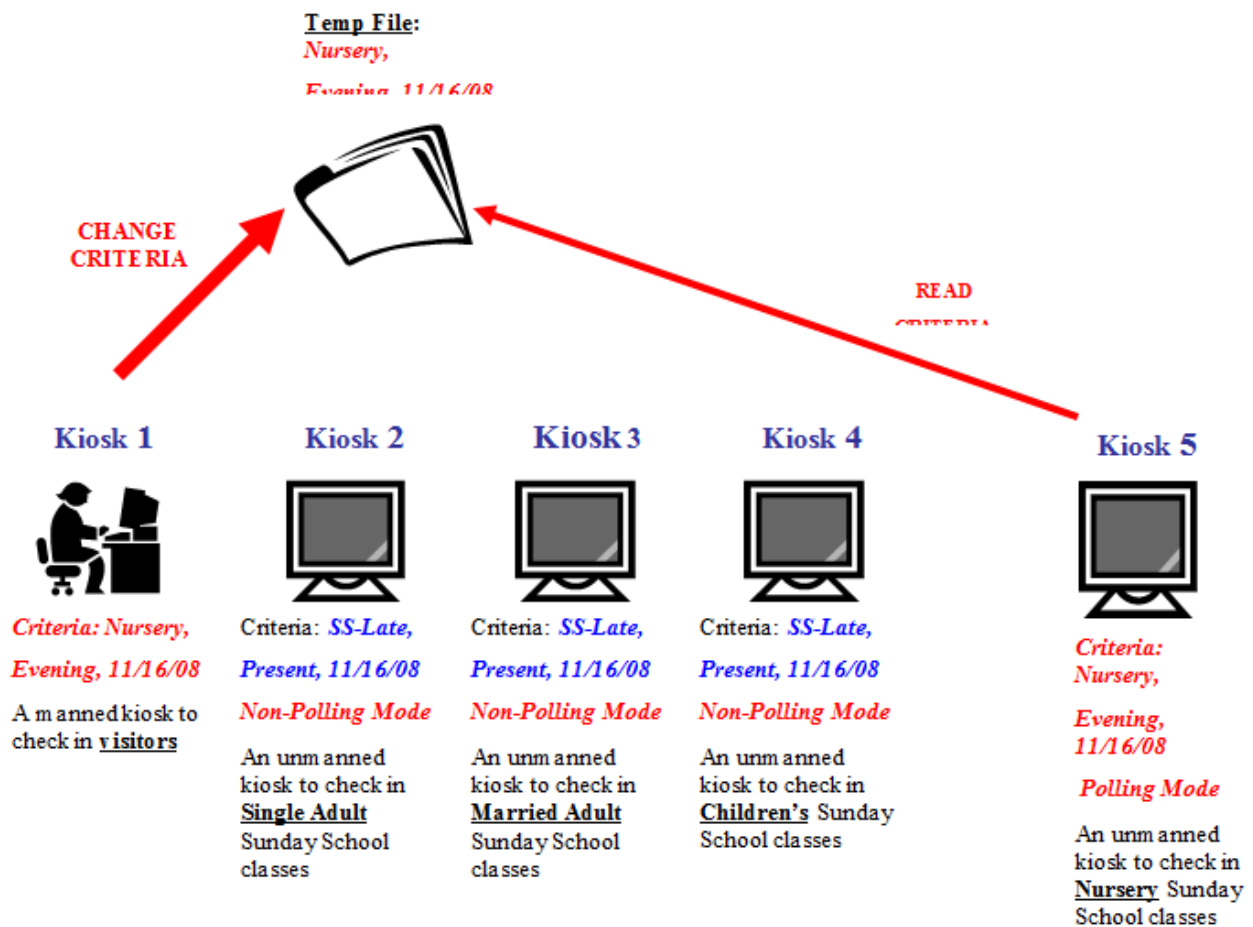 Temp File:
Nursery,
Evening, 11/16/08
CHANGE
CRITERIA
READ
CRITERIA
Kiosk 1
Criteria: Nursery,
Evening, 11/16/08
A manned kiosk to
check in visitors
Kiosk 2
Criteria: SS-Late,
Present, 11/16/08
Non-Polling Mode
An unmanned
kiosk to check in
Single Adult
Sunday School
classes
Kiosk 3
Criteria: SS-Late,
Present, 11/16/08
Non-Polling Mode
An unmanned
kiosk to check in
Married Adult
Sunday School
classes
Kiosk 4
Criteria: SS-Late,
Present, 11/16/08
Non-Polling Mode
An unmanned
kiosk to check in
Children's Sunday
School classes
Kiosk 5
Criteria:
Nursery,
Evening,
11/16/08
Polling Mode
An unmanned
kiosk to check in
Nursery Sunday
School classes